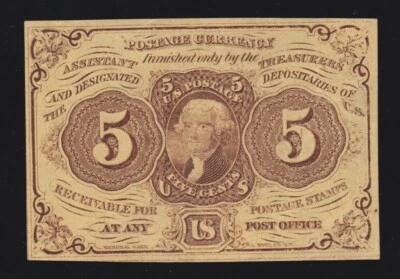 POSTAGE CURRENCY
furnished only by the
ASSISTANT TREASURERS
AND DESIGNATED DEPOSITARIES OF
THE U.S.
5 5
U.S. POSTAGE
5 5
FIVE CENTS
RECEIVABLE FOR POSTAGE STAMPS
AT ANY US POST OFFICE